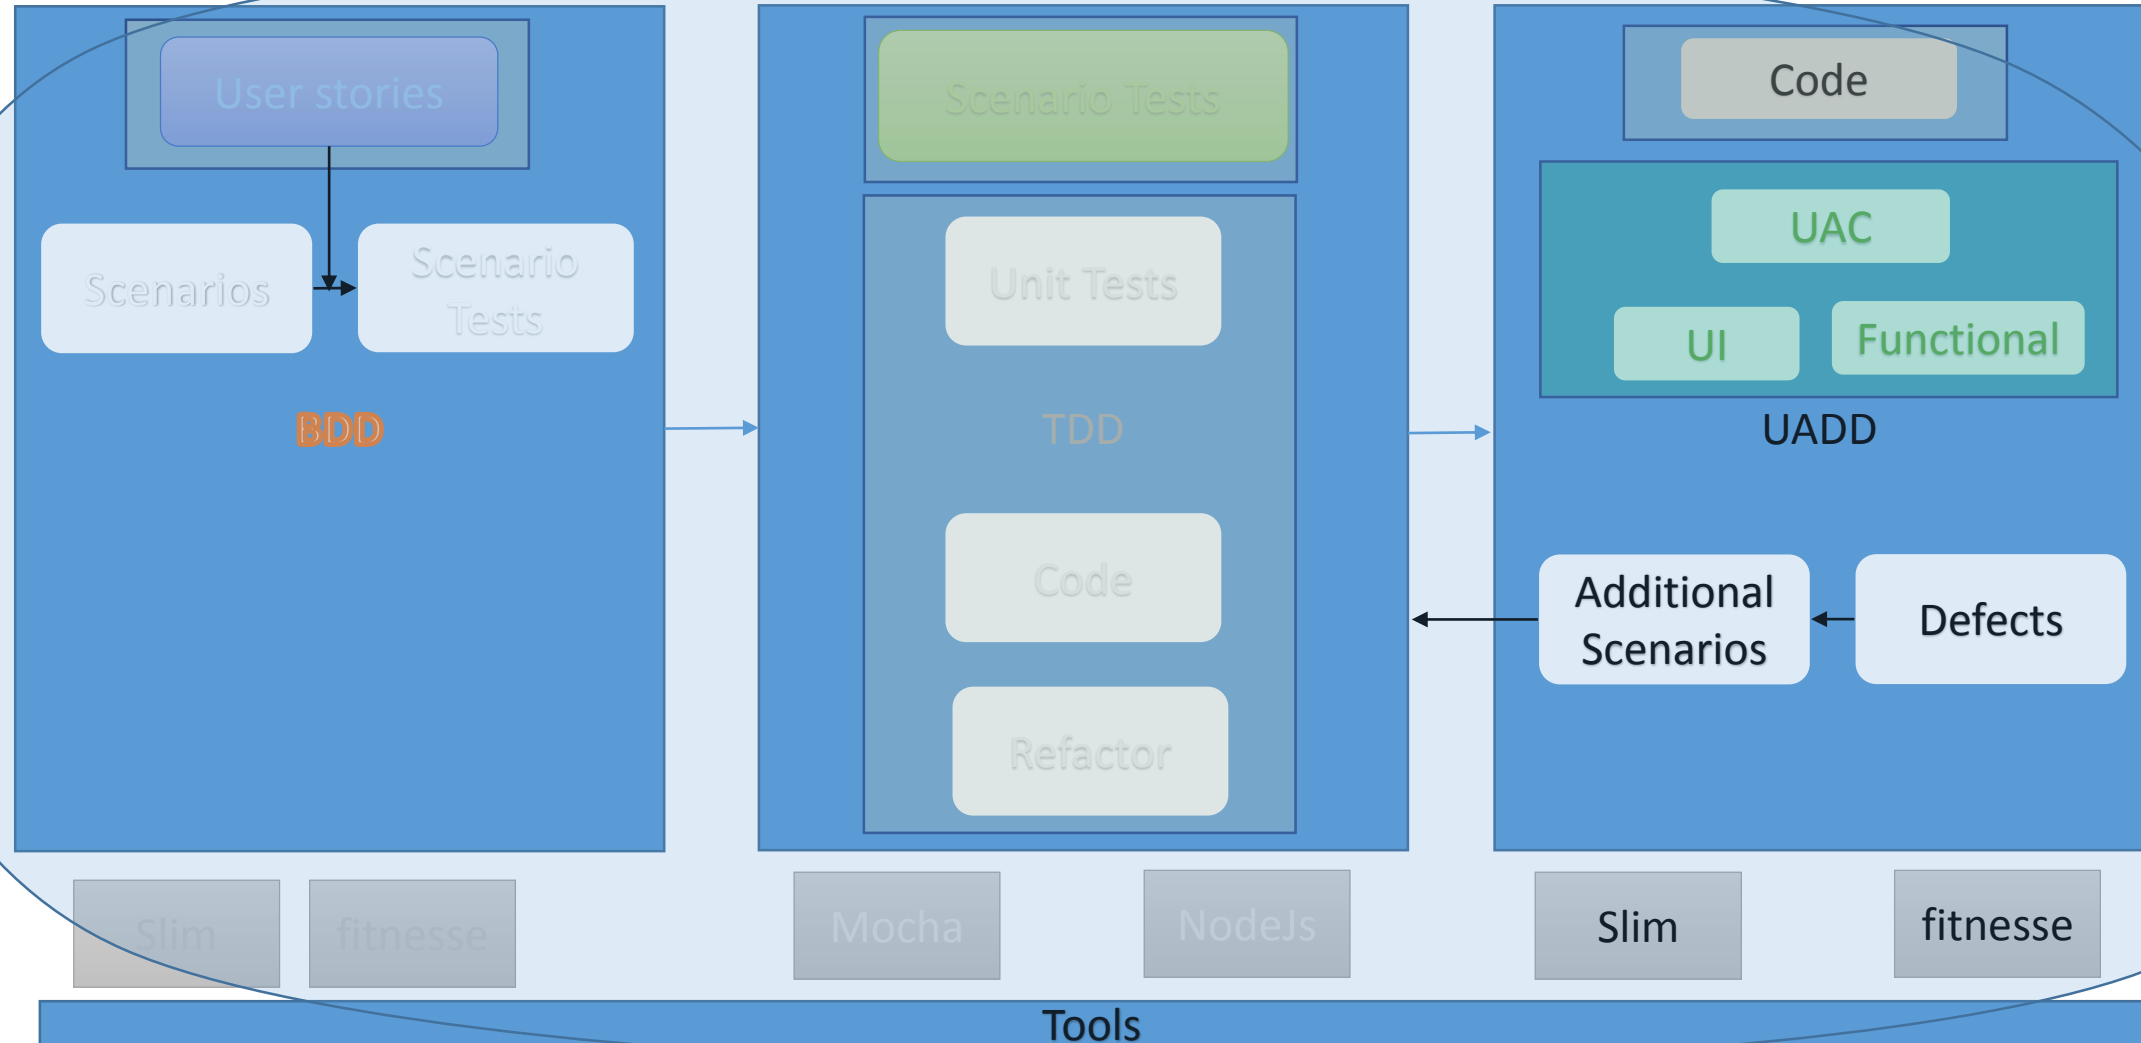 User stories
Scenarios
Scenario
Tests
BDD
Scenario Tests
Unit Tests
TDD
Code
Refactor
Code
UAC
UI
Functional
UADD
Additional
Scenarios
Defects
Slim
fitnesse
Mocha
NodeJs
Slim
fitnesse
Tools